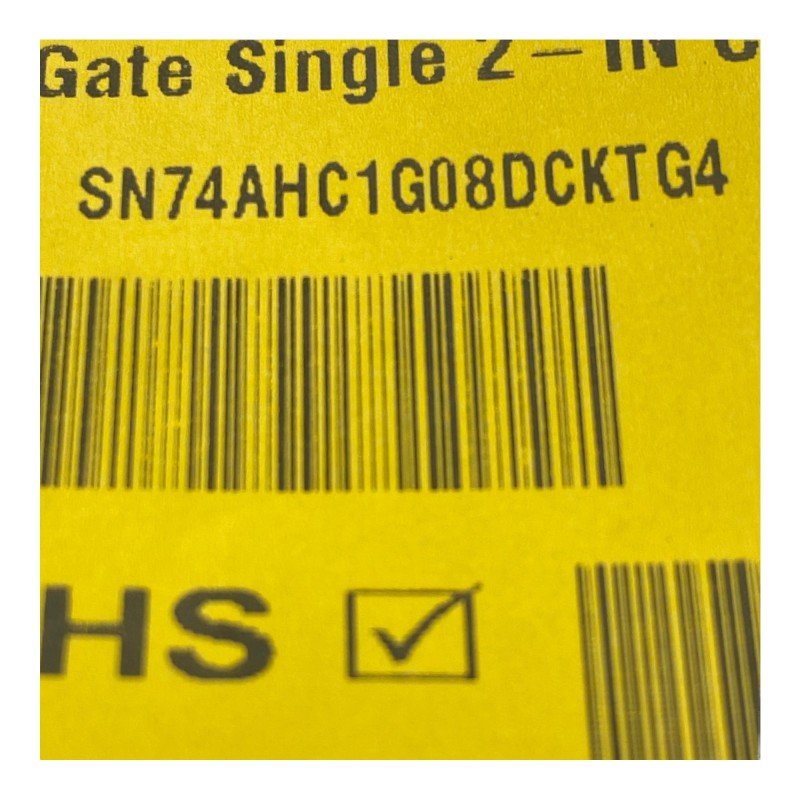 Gate Single 2-IN
SN74AHC1G08DCKTG4
HS